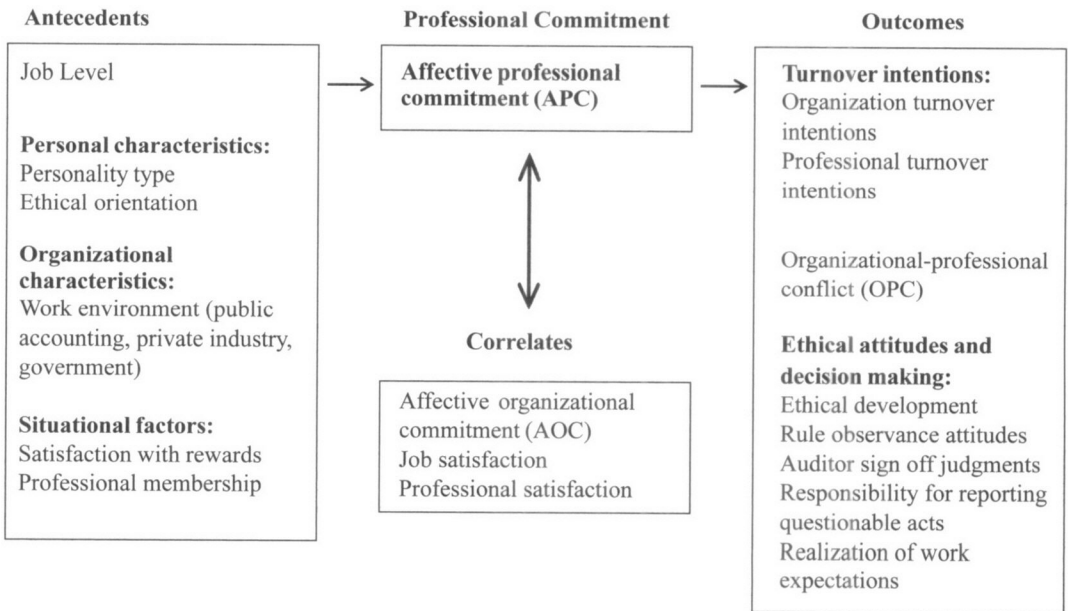 Antecedents
Job Level
Personal characteristics:
Personality type
Ethical orientation
Organizational
characteristics:
Work environment (public
accounting, private industry,
government)
Situational factors:
Satisfaction with rewards
Professional membership
Professional Commitment
Affective professional
commitment (APC)
Correlates
Affective organizational
commitment (AOC)
Job satisfaction
Professional satisfaction
Outcomes
Turnover intentions:
Organization turnover
intentions
Professional turnover
intentions
Organizational-professional
conflict (OPC)
Ethical attitudes and
decision making:
Ethical development
Rule observance attitudes
Auditor sign off judgments
Responsibility for reporting
questionable acts
Realization of work
expectations